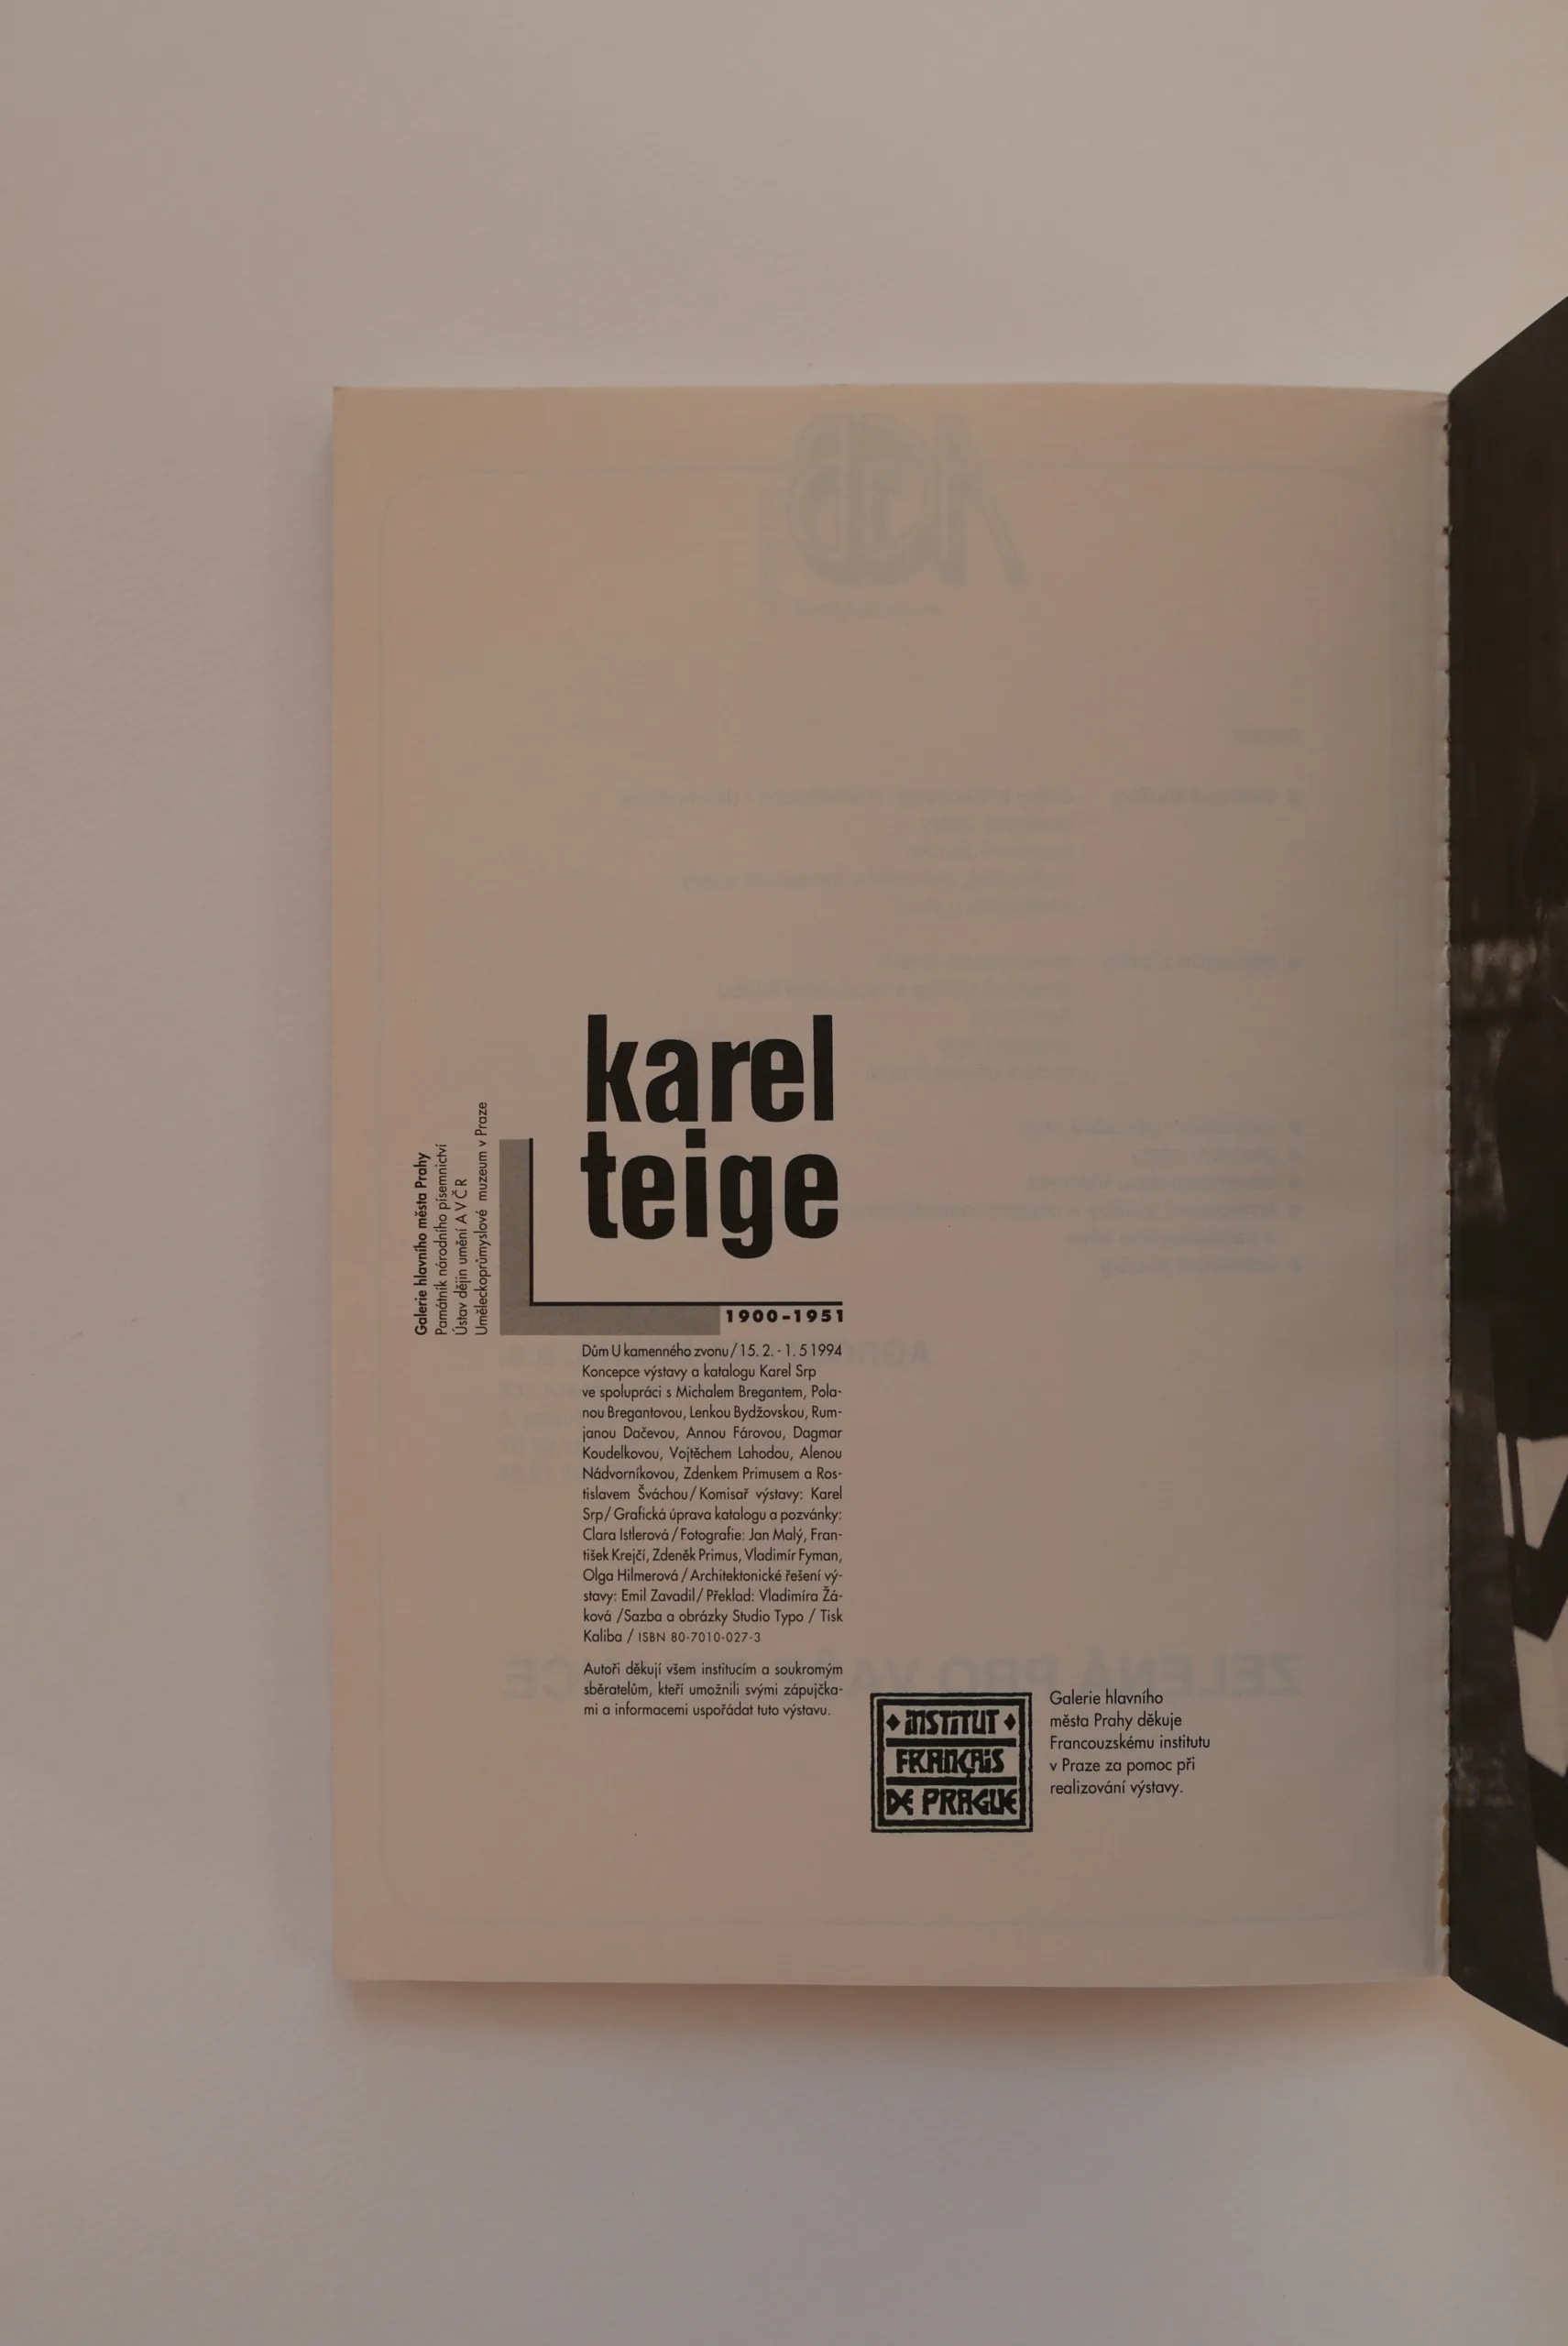 Galerie hlavního města Prahy
Památník národního písemnictví
Ústav dějin umění AVČR
Uměleckoprůmyslové muzeum v Praze
karel
teige
1900-1951
Dům U kamenného zvonu/15. 2. - 1. 5 1994
Koncepce výstavy a katalogu Karel Srp
ve spolupráci s Michalem Bregantem, Pola-
nou Bregantovou, Lenkou Bydžovskou, Rum-
janou Dačevou, Annou Fárovou, Dagmar
Koudelkovou, Vojtěchem Lahodou, Alenou
Nádvorníkovou, Zdenkem Primusem a Ros-
tislavem Šváchou/Komisař výstavy: Karel
Srp/Grafická úprava katalogu a pozvánky:
Clara Istlerová/Fotografie: Jan Malý, Fran-
tišek Krejčí, Zdeněk Primus, Vladimír Fyman,
Olga Hilmerová/Architektonické řešení vý-
stavy: Emil Zavadil/Překlad: Vladimíra Žá-
ková /Sazba a obrázky Studio Typo / Tisk
Kaliba / ISBN 80-7010-027-3
Autoři děkují všem institucím a soukromým
sběratelům, kteří umožnili svými zápujčka-
mi a informacemi uspořádat tuto výstavu.
INSTITUT
FRANÇAIS
DE PRAGUE
Galerie hlavního
města Prahy děkuje
Francouzskému institutu
v Praze za pomoc při
realizování výstavy.